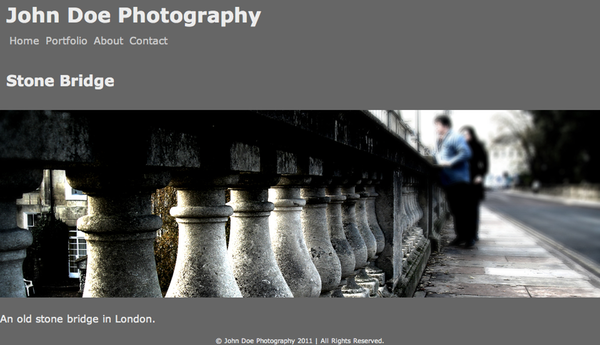 John Doe Photography
Home Portfolio About Contact
Stone Bridge
An old stone bridge in London.
© John Doe Photography 2011 | All Rights Reserved.